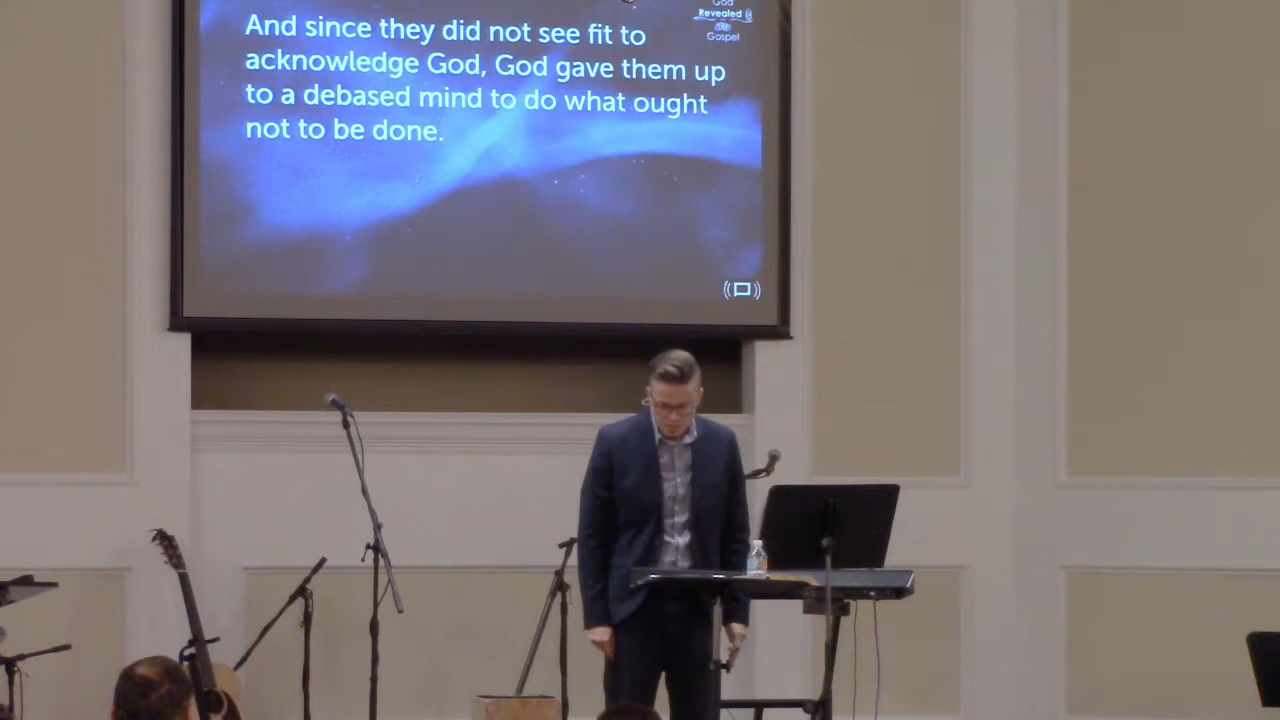 God
Revealed
Gospel
And since they did not see fit to
acknowledge God, God gave them up
to a debased mind to do what ought
not to be done.